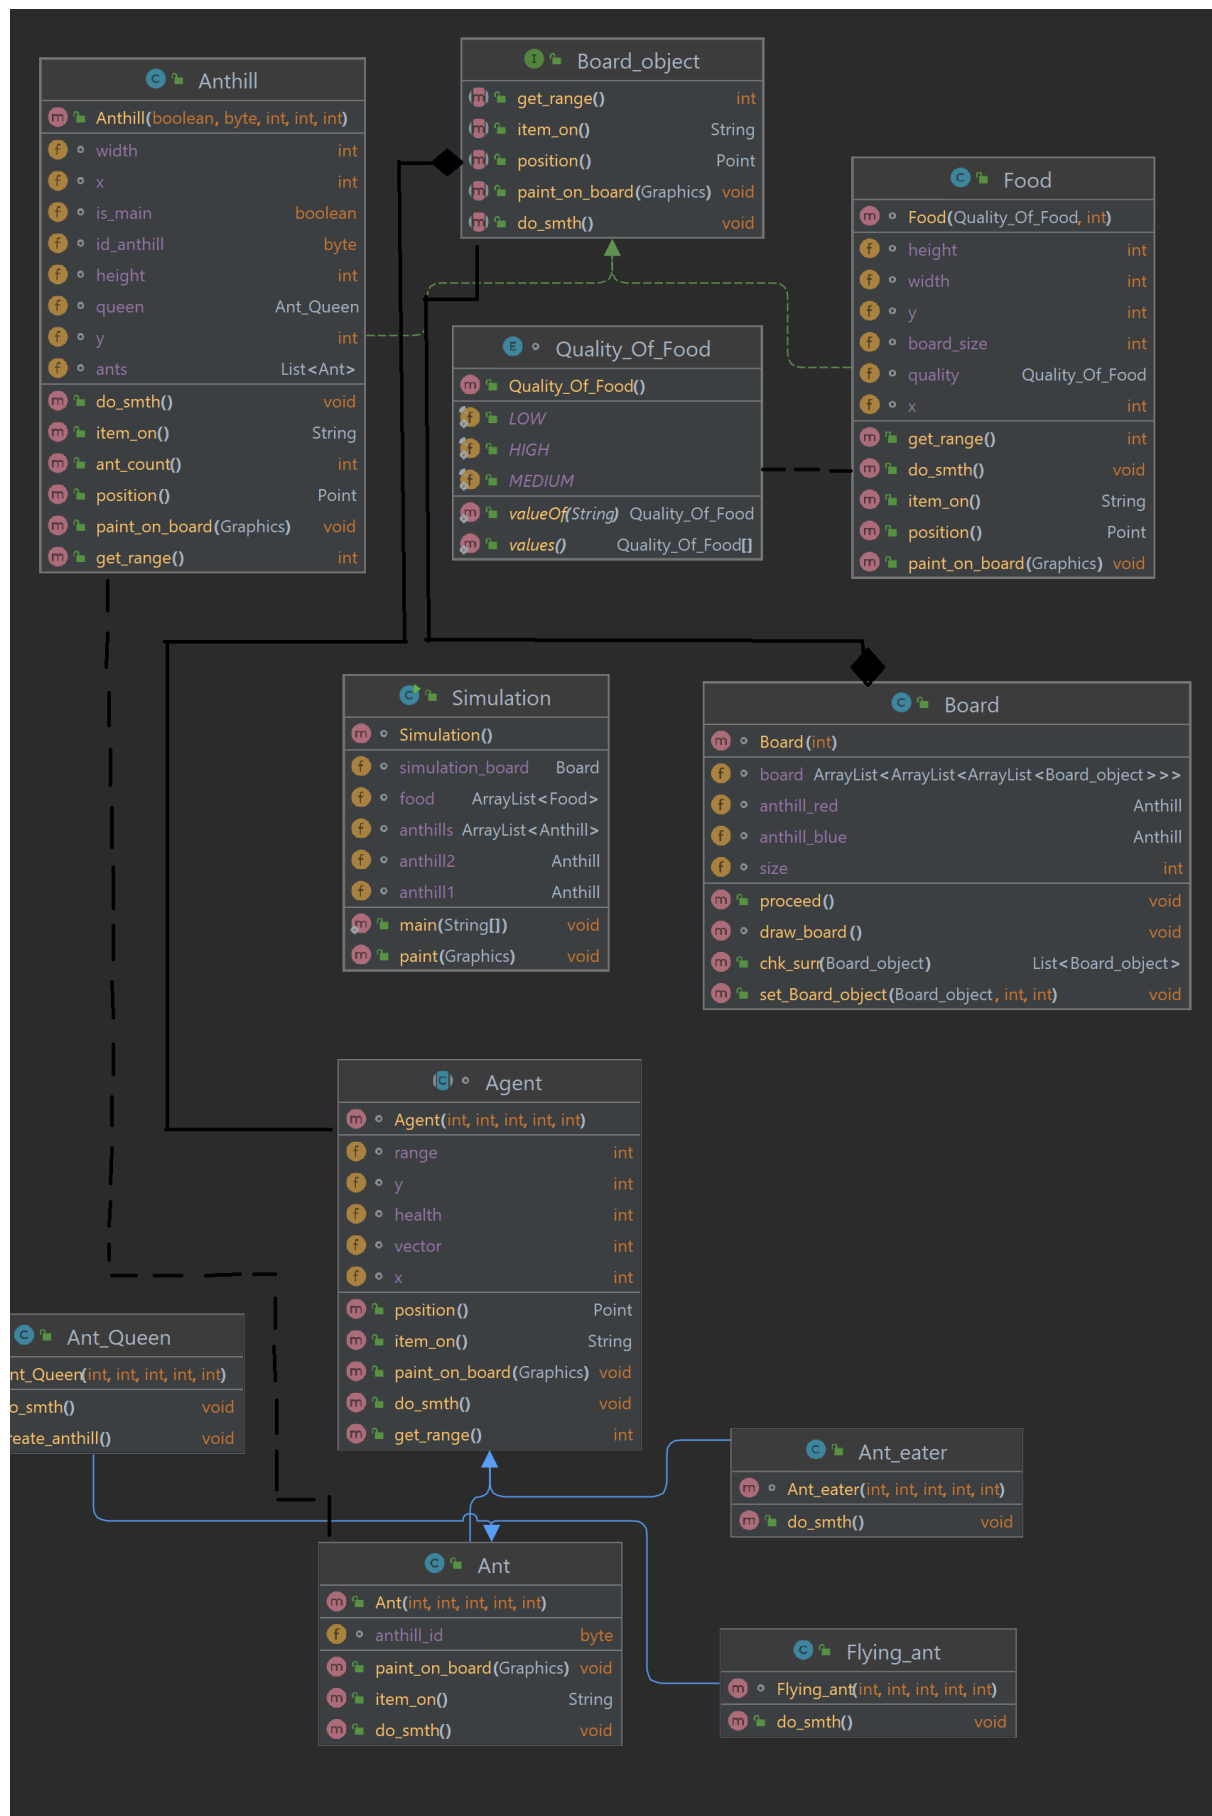 Anthill
Anthill(boolean, byte, int, int, int)
width int
x int
is_main boolean
id_anthill byte
height int
queen Ant_Queen
y int
ants List<Ant>
do_smth() void
item_on() String
ant_count() int
position() Point
paint_on_board(Graphics) void
get_range() int
Board_object
get_range() int
item_on() String
position() Point
paint_on_board(Graphics) void
do_smth() void
Food
Food(Quality_Of_Food, int)
height int
width int
y int
board_size int
quality Quality_Of_Food
x int
get_range() int
do_smth() void
item_on() String
position() Point
paint_on_board(Graphics) void
Quality_Of_Food
Quality_Of_Food()
LOW
HIGH
MEDIUM
valueOf(String) Quality_Of_Food
values() Quality_Of_Food[]
Simulation
Simulation()
simulation_board Board
food ArrayList<Food>
anthills ArrayList<Anthill>
anthill2 Anthill
anthill1 Anthill
main(String[]) void
paint(Graphics) void
Board
Board(int)
board ArrayList<ArrayList<ArrayList<Board_object>>>
anthill_red Anthill
anthill_blue Anthill
size int
proceed() void
draw_board() void
chk_surr(Board_object) List<Board_object>
set_Board_object(Board_object, int, int) void
Agent
Agent(int, int, int, int, int)
range int
y int
health int
vector int
x int
position() Point
item_on() String
paint_on_board(Graphics) void
do_smth() void
get_range() int
Ant_Queen
nt_Queen(int, int, int, int, int)
o_smth() void
reate_anthill() void
Ant_eater
Ant_eater(int, int, int, int, int)
do_smth() void
Ant
Ant(int, int, int, int, int)
anthill_id byte
paint_on_board(Graphics) void
item_on() String
do_smth() void
Flying_ant
Flying_ant(int, int, int, int, int)
do_smth() void